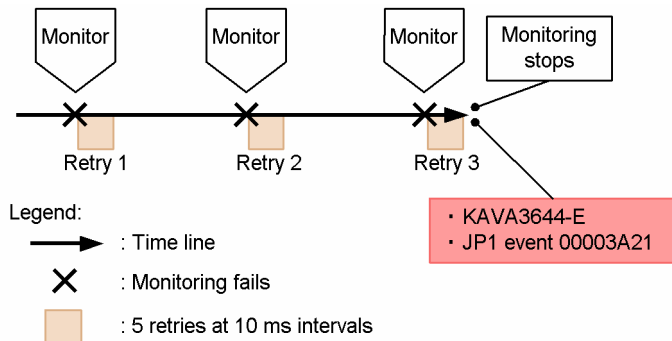 Monitor
Monitor
Monitor
Monitoring
stops
Retry 1
Retry 2
Retry 3
・KAVA3644-E
・JP1 event 00003A21
Legend:
: Time line
: Monitoring fails
: 5 retries at 10 ms intervals